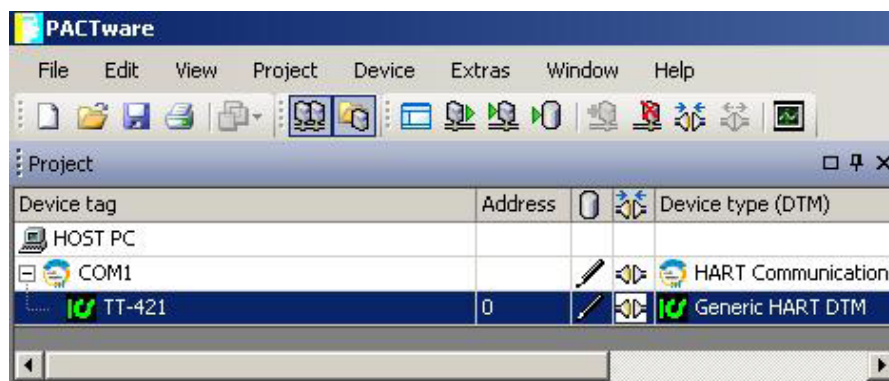 PACTware
File Edit View Project Device Extras Window Help
Project
Device tag Address Device type (DTM)
HOST PC
COM1 HART Communication
TT-421 0 Generic HART DTM